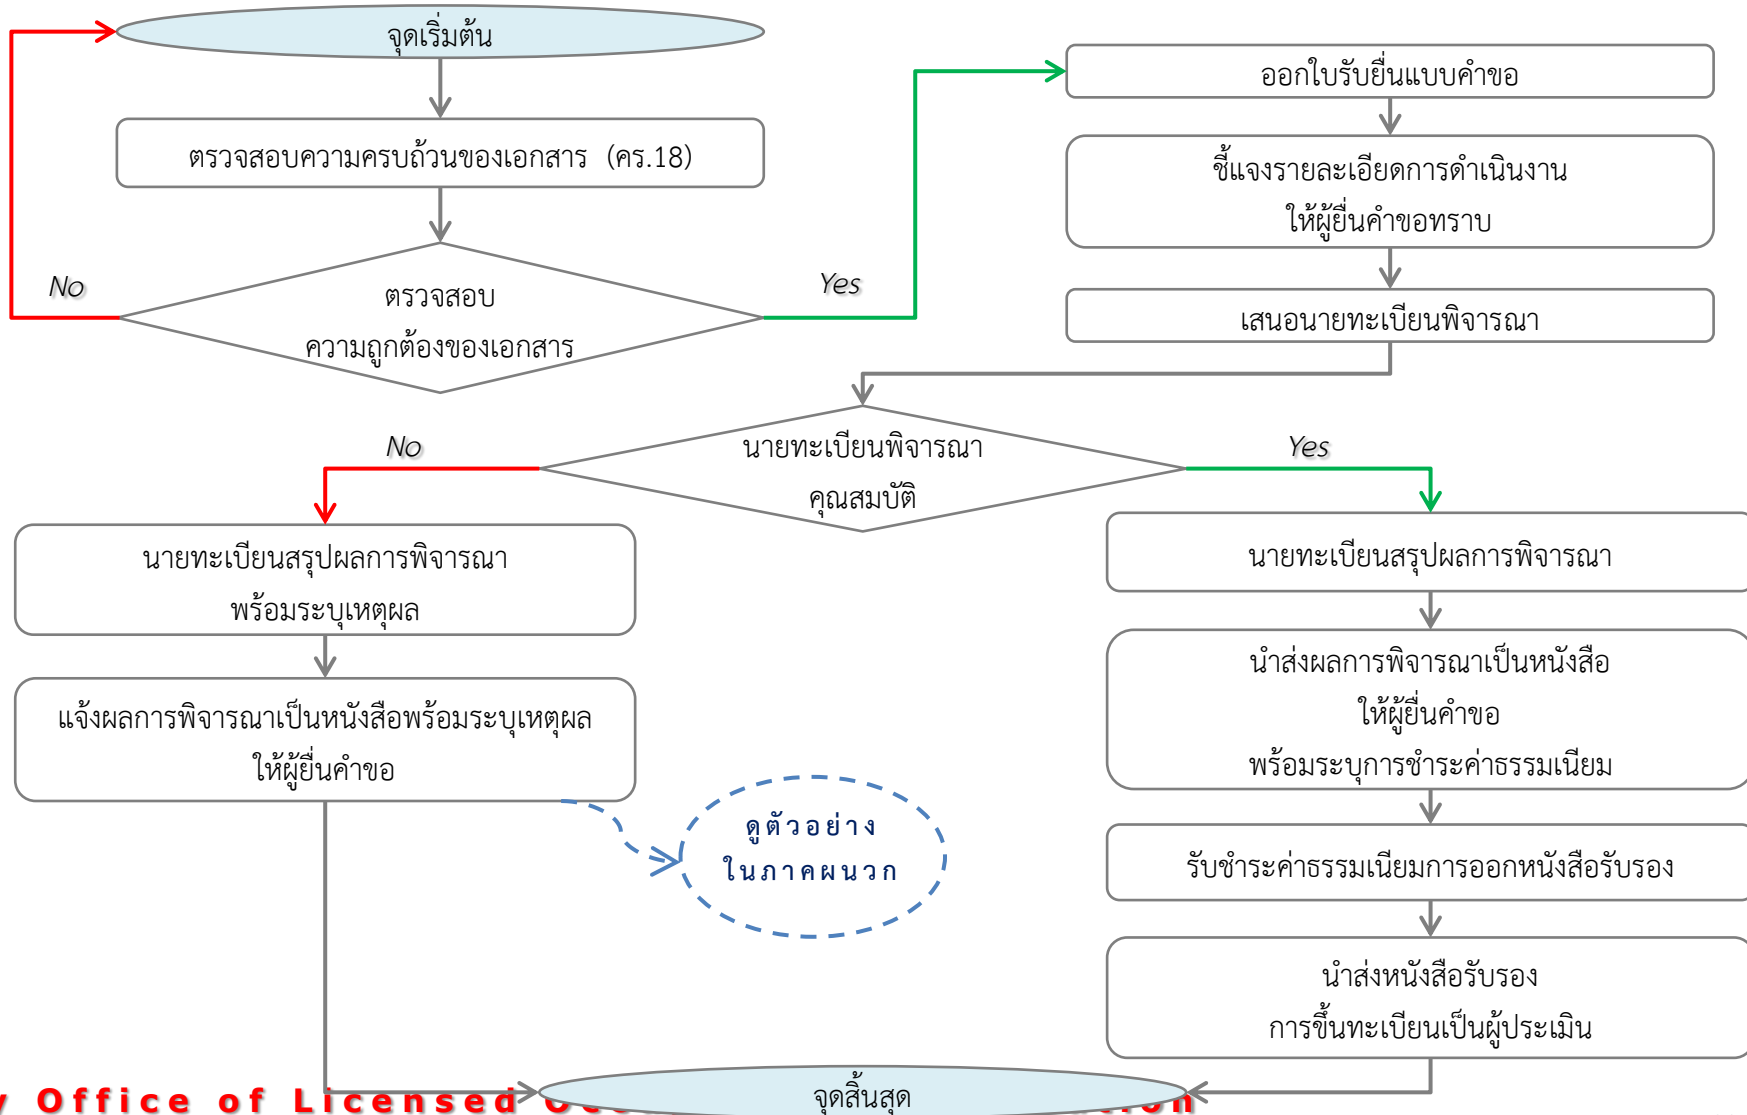 จุดเริ่มต้น
ตรวจสอบความครบถ้วนของเอกสาร (คร.18)
No
ตรวจสอบ
ความถูกต้องของเอกสาร
Yes
ออกใบรับยื่นแบบคำขอ
ชี้แจงรายละเอียดการดำเนินงาน
ให้ผู้ยื่นคำขอทราบ
เสนอนายทะเบียนพิจารณา
No
นายทะเบียนพิจารณา
คุณสมบัติ
Yes
นายทะเบียนสรุปผลการพิจารณา
พร้อมระบุเหตุผล
แจ้งผลการพิจารณาเป็นหนังสือพร้อมระบุเหตุผล
ให้ผู้ยื่นคำขอ
ดูตัวอย่าง
ในภาคผนวก
นายทะเบียนสรุปผลการพิจารณา
นำส่งผลการพิจารณาเป็นหนังสือ
ให้ผู้ยื่นคำขอ
พร้อมระบุการชำระค่าธรรมเนียม
รับชำระค่าธรรมเนียมการออกหนังสือรับรอง
นำส่งหนังสือรับรอง
การขึ้นทะเบียนเป็นผู้ประเมิน
จุดสิ้นสุด
y Office of Licensed